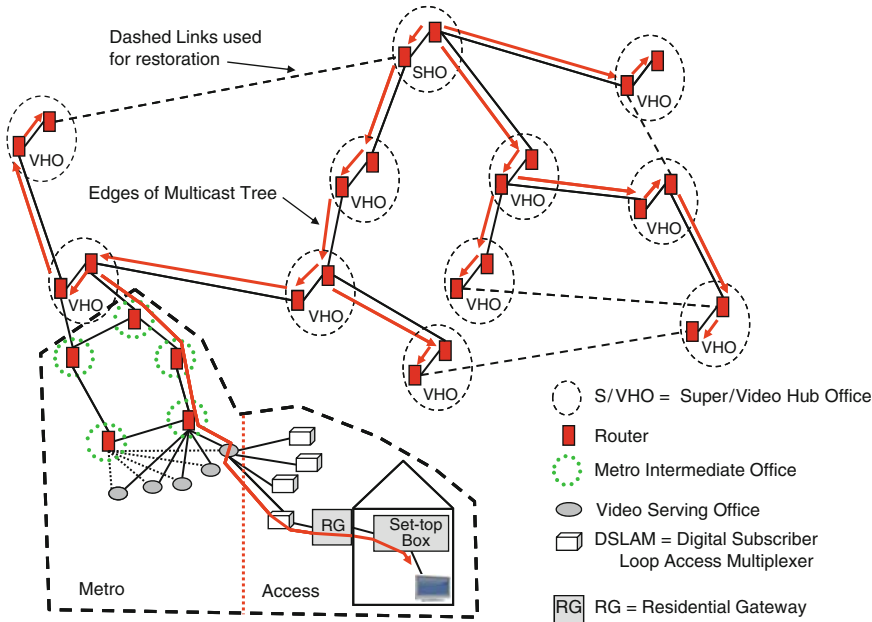 Dashed Links used
for restoration
SHO
VHO
VHO
Edges of Multicast Tree
VHO
VHO
VHO
VHO
VHO
VHO
VHO
VHO
S/VHO = Super/Video Hub Office
Router
Metro Intermediate Office
Video Serving Office
DSLAM = Digital Subscriber
Loop Access Multiplexer
RG
RG = Residential Gateway
RG
Set-top
Box
Metro
Access